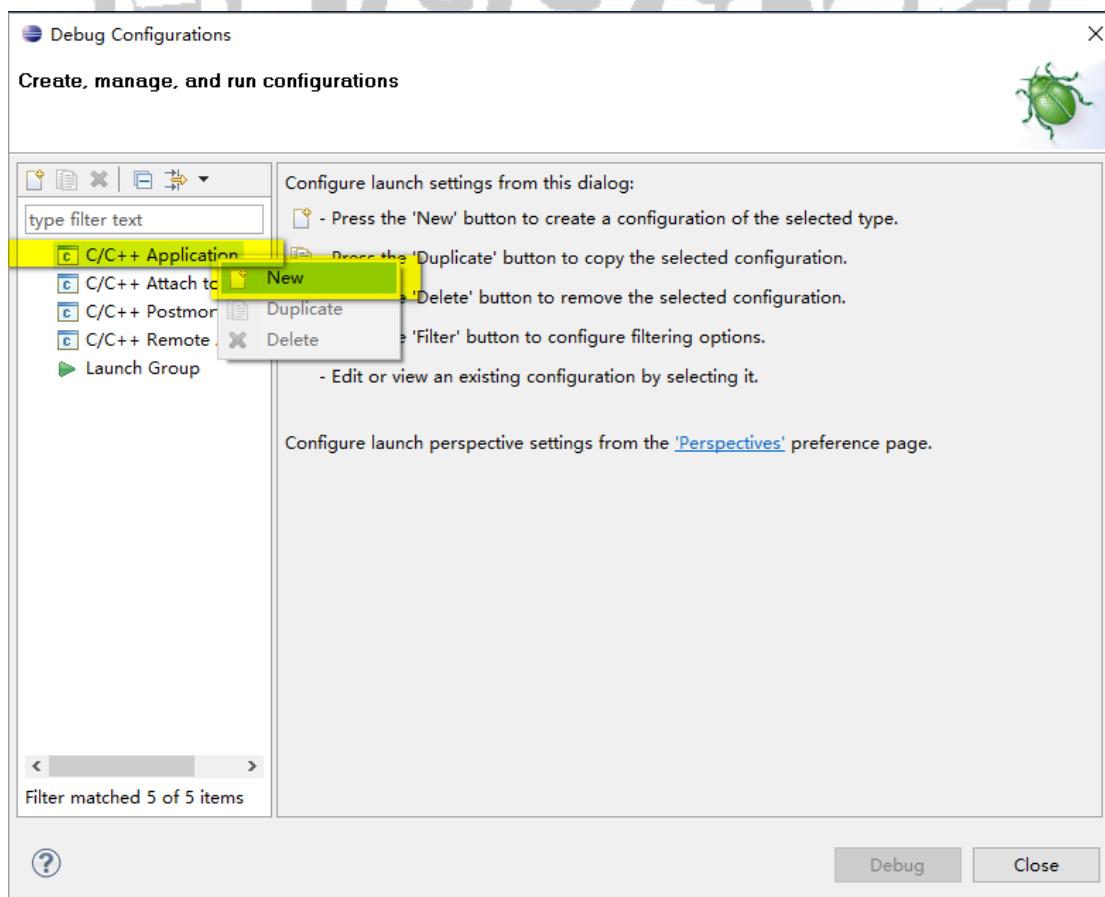 Debug Configurations
Create, manage, and run configurations
Configure launch settings from this dialog:
type filter text
- Press the 'New' button to create a configuration of the selected type.
C/C++ Application
- Press the 'Duplicate' button to copy the selected configuration.
New
C/C++ Attach to
'Delete' button to remove the selected configuration.
Duplicate
C/C++ Postmor
'Filter' button to configure filtering options.
Delete
C/C++ Remote
Launch Group
- Edit or view an existing configuration by selecting it.
Configure launch perspective settings from the 'Perspectives' preference page.
Filter matched 5 of 5 items
Debug
Close